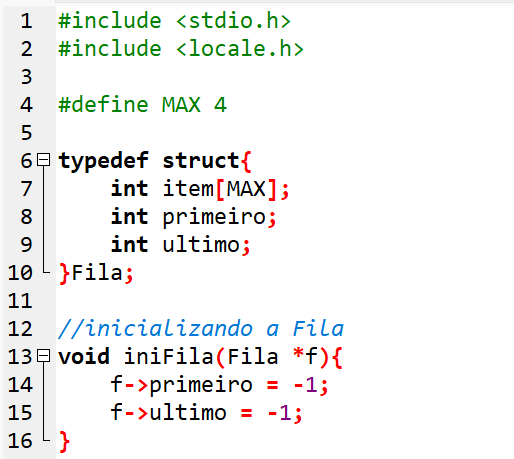 1 #include <stdio.h>
2 #include <locale.h>
3
4 #define MAX 4
5
6 typedef struct{
7     int item[MAX];
8     int primeiro;
9     int ultimo;
10 }Fila;
11
12 //inicializando a Fila
13 void iniFila(Fila *f){
14     f->primeiro = -1;
15     f->ultimo = -1;
16 }